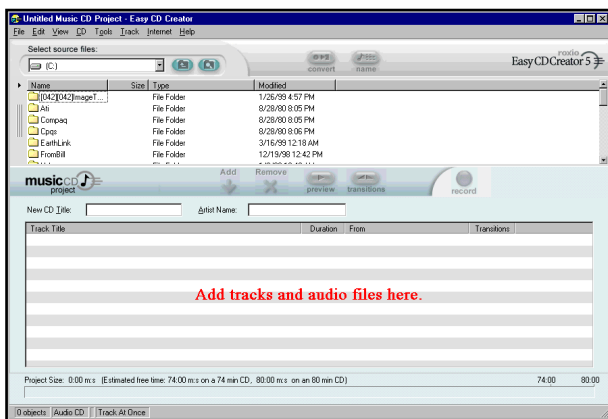 Untitled Music CD Project - Easy CD Creator
File Edit View CD Tools Track Internet Help
Select source files:
(C:)
convert
name
roxio
Easy CD Creator 5
Name Size Type Modified
[042][042]ImageT... File Folder 1/26/99 4:57 PM
Ati File Folder 8/28/80 8:05 PM
Compaq File Folder 8/28/80 8:05 PM
Cpqs File Folder 8/28/80 8:06 PM
EarthLink File Folder 3/16/99 12:18 AM
FromBill File Folder 12/19/98 12:42 PM
musicCD project
Add Remove preview transitions record
New CD Title: Artist Name:
Track Title Duration From Transitions
Add tracks and audio files here.
Project Size: 0:00 m:s (Estimated free time: 74:00 m:s on a 74 min CD, 80:00 m:s on an 80 min CD) 74:00 80:00
0 objects Audio CD Track At Once